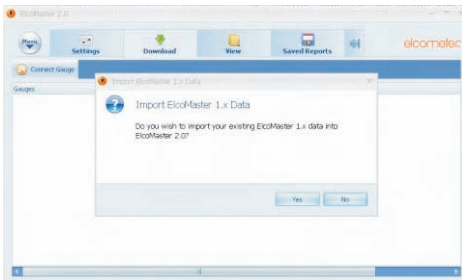 ElcoMaster 2.0
Menu
Settings
Download
View
Saved Reports
elcometer
Connect Gauge
Gauges
Import ElcoMaster 1.x Data
Import ElcoMaster 1.x Data
Do you wish to import your existing ElcoMaster 1.x data into
ElcoMaster 2.0?
Yes
No